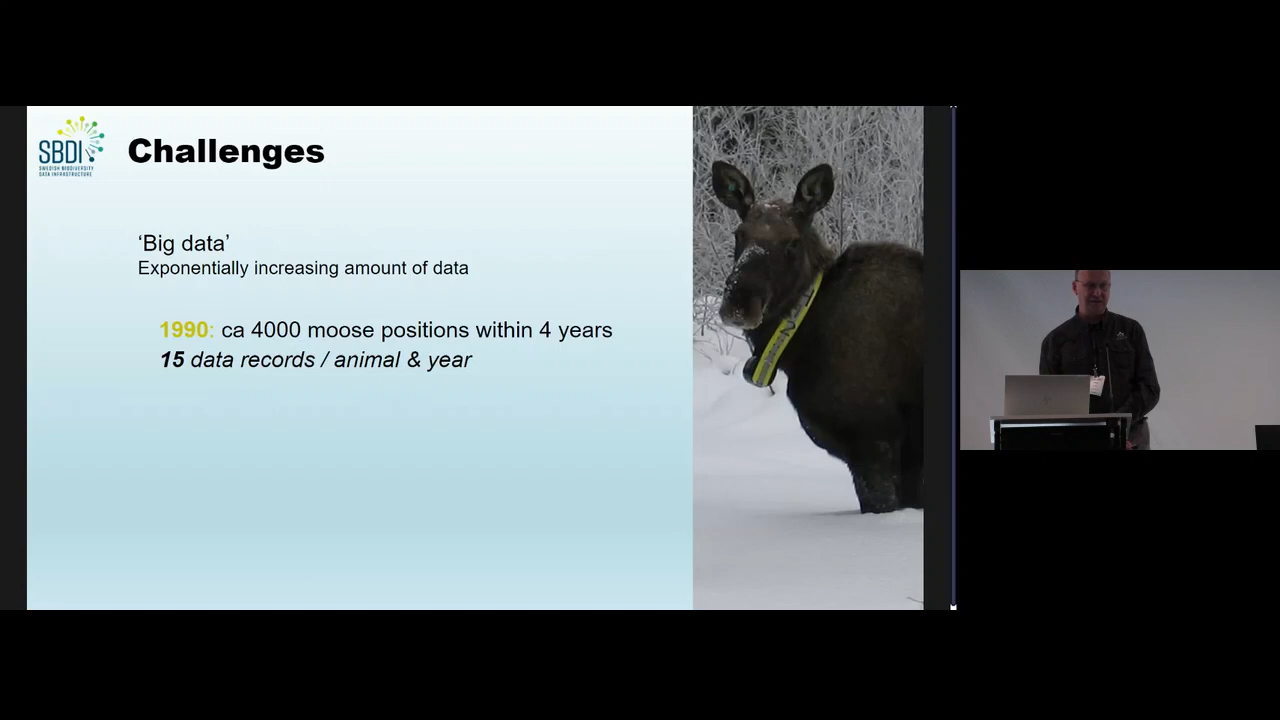 SBDI
SWEDISH BIODIVERSITY
DATA INFRASTRUCTURE
Challenges
‘Big data’
Exponentially increasing amount of data
1990: ca 4000 moose positions within 4 years
15 data records / animal & year